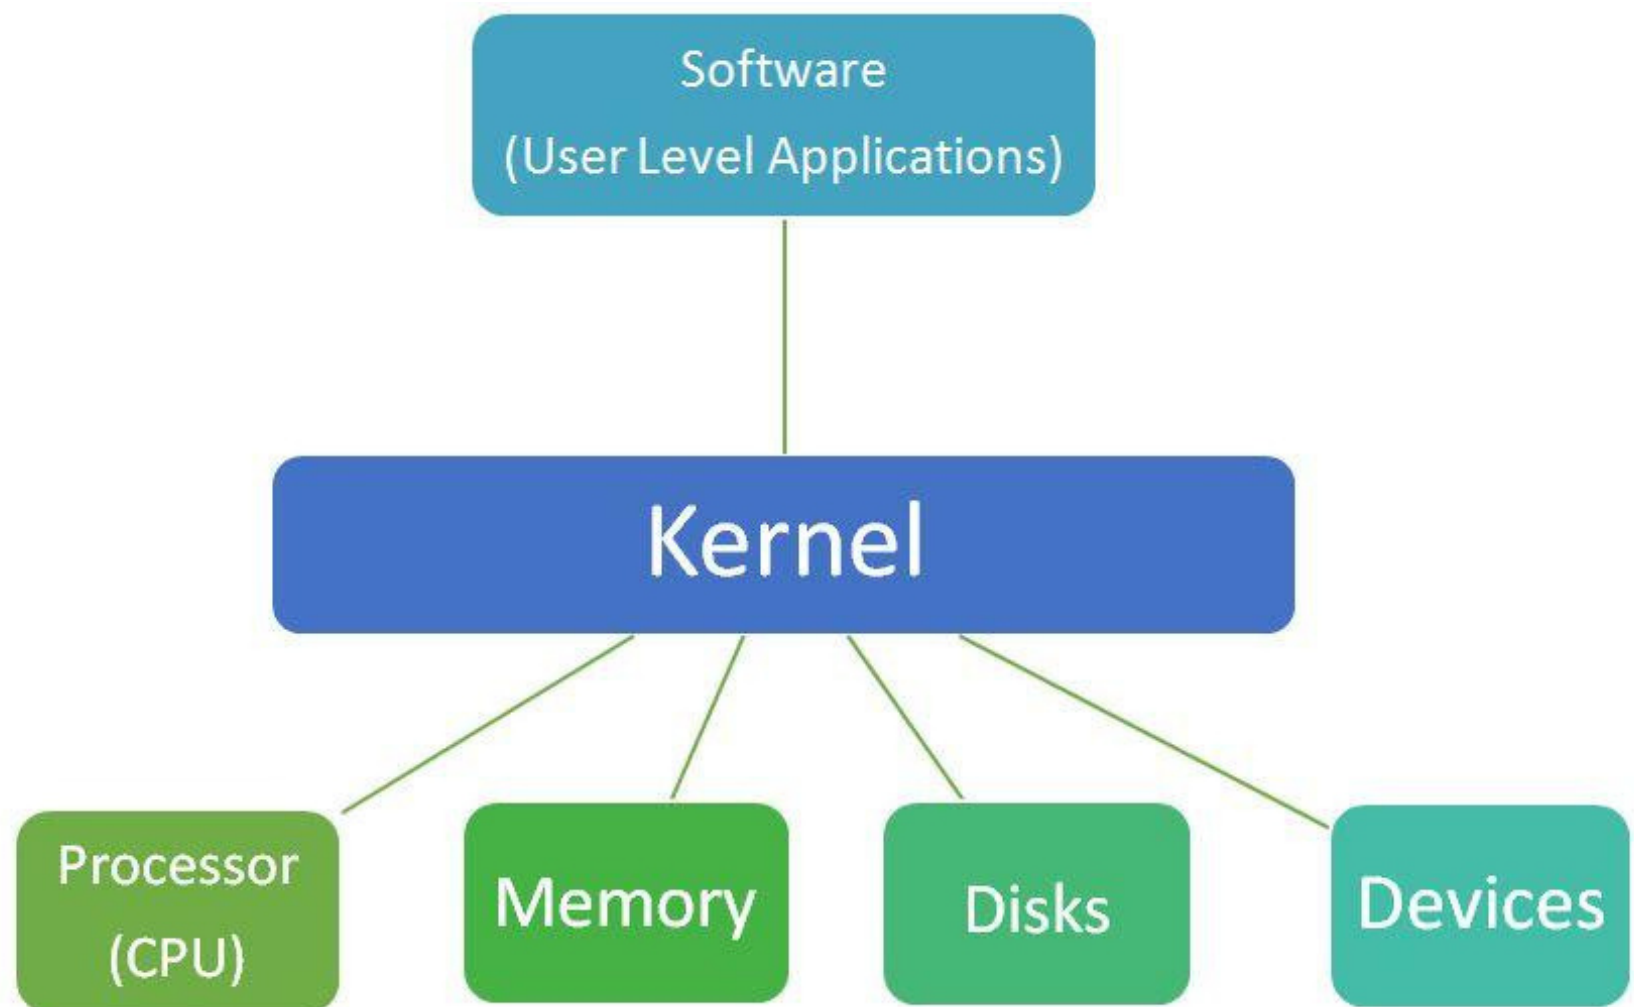 Software
(User Level Applications)
Kernel
Processor
(CPU)
Memory
Disks
Devices